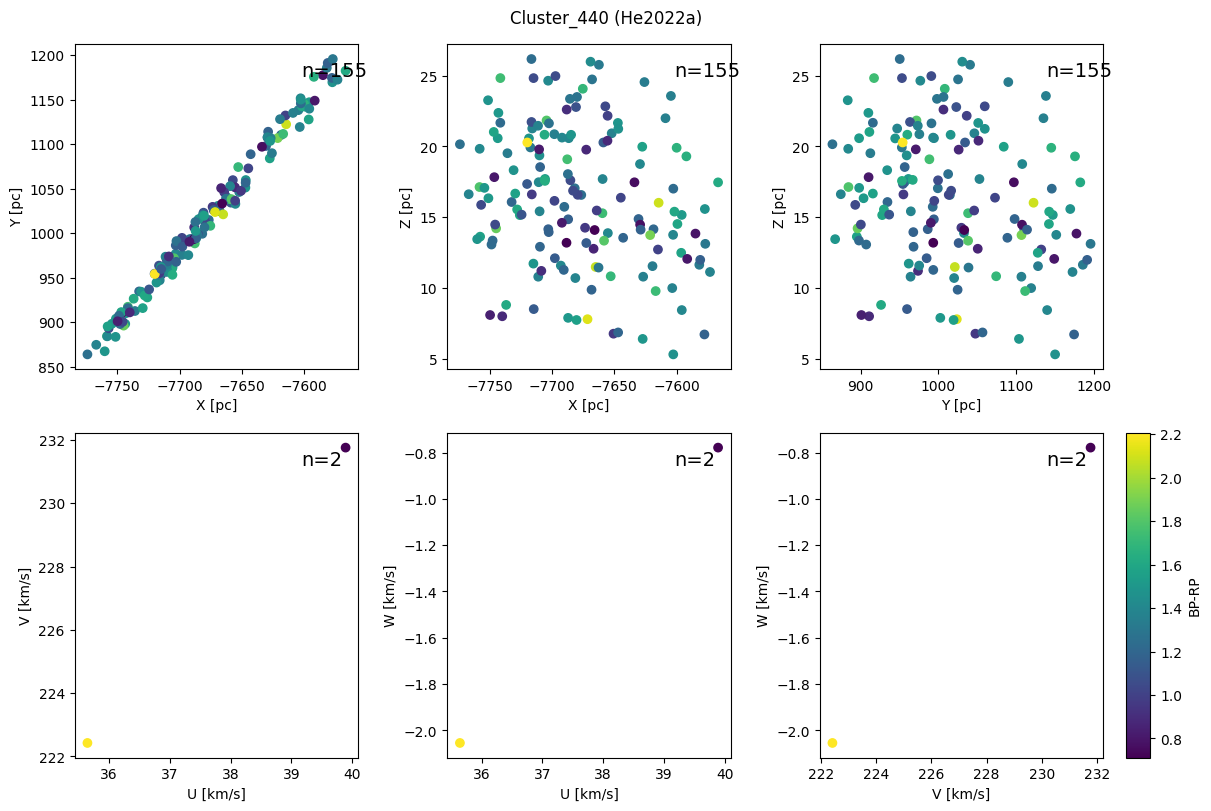 Cluster_440 (He2022a)
n=155
n=155
n=155
1200
1150
1100
1050
1000
950
900
850
Y [pc]
−7750 −7700 −7650 −7600
X [pc]
25
20
15
10
5
Z [pc]
−7750 −7700 −7650 −7600
X [pc]
25
20
15
10
5
Z [pc]
900 1000 1100 1200
Y [pc]
n=2
n=2
n=2
232
230
228
226
224
222
V [km/s]
36 37 38 39 40
U [km/s]
−0.8
−1.0
−1.2
−1.4
−1.6
−1.8
−2.0
W [km/s]
36 37 38 39 40
U [km/s]
−0.8
−1.0
−1.2
−1.4
−1.6
−1.8
−2.0
W [km/s]
222 224 226 228 230 232
V [km/s]
2.2
2.0
1.8
1.6
1.4
1.2
1.0
0.8
BP-RP